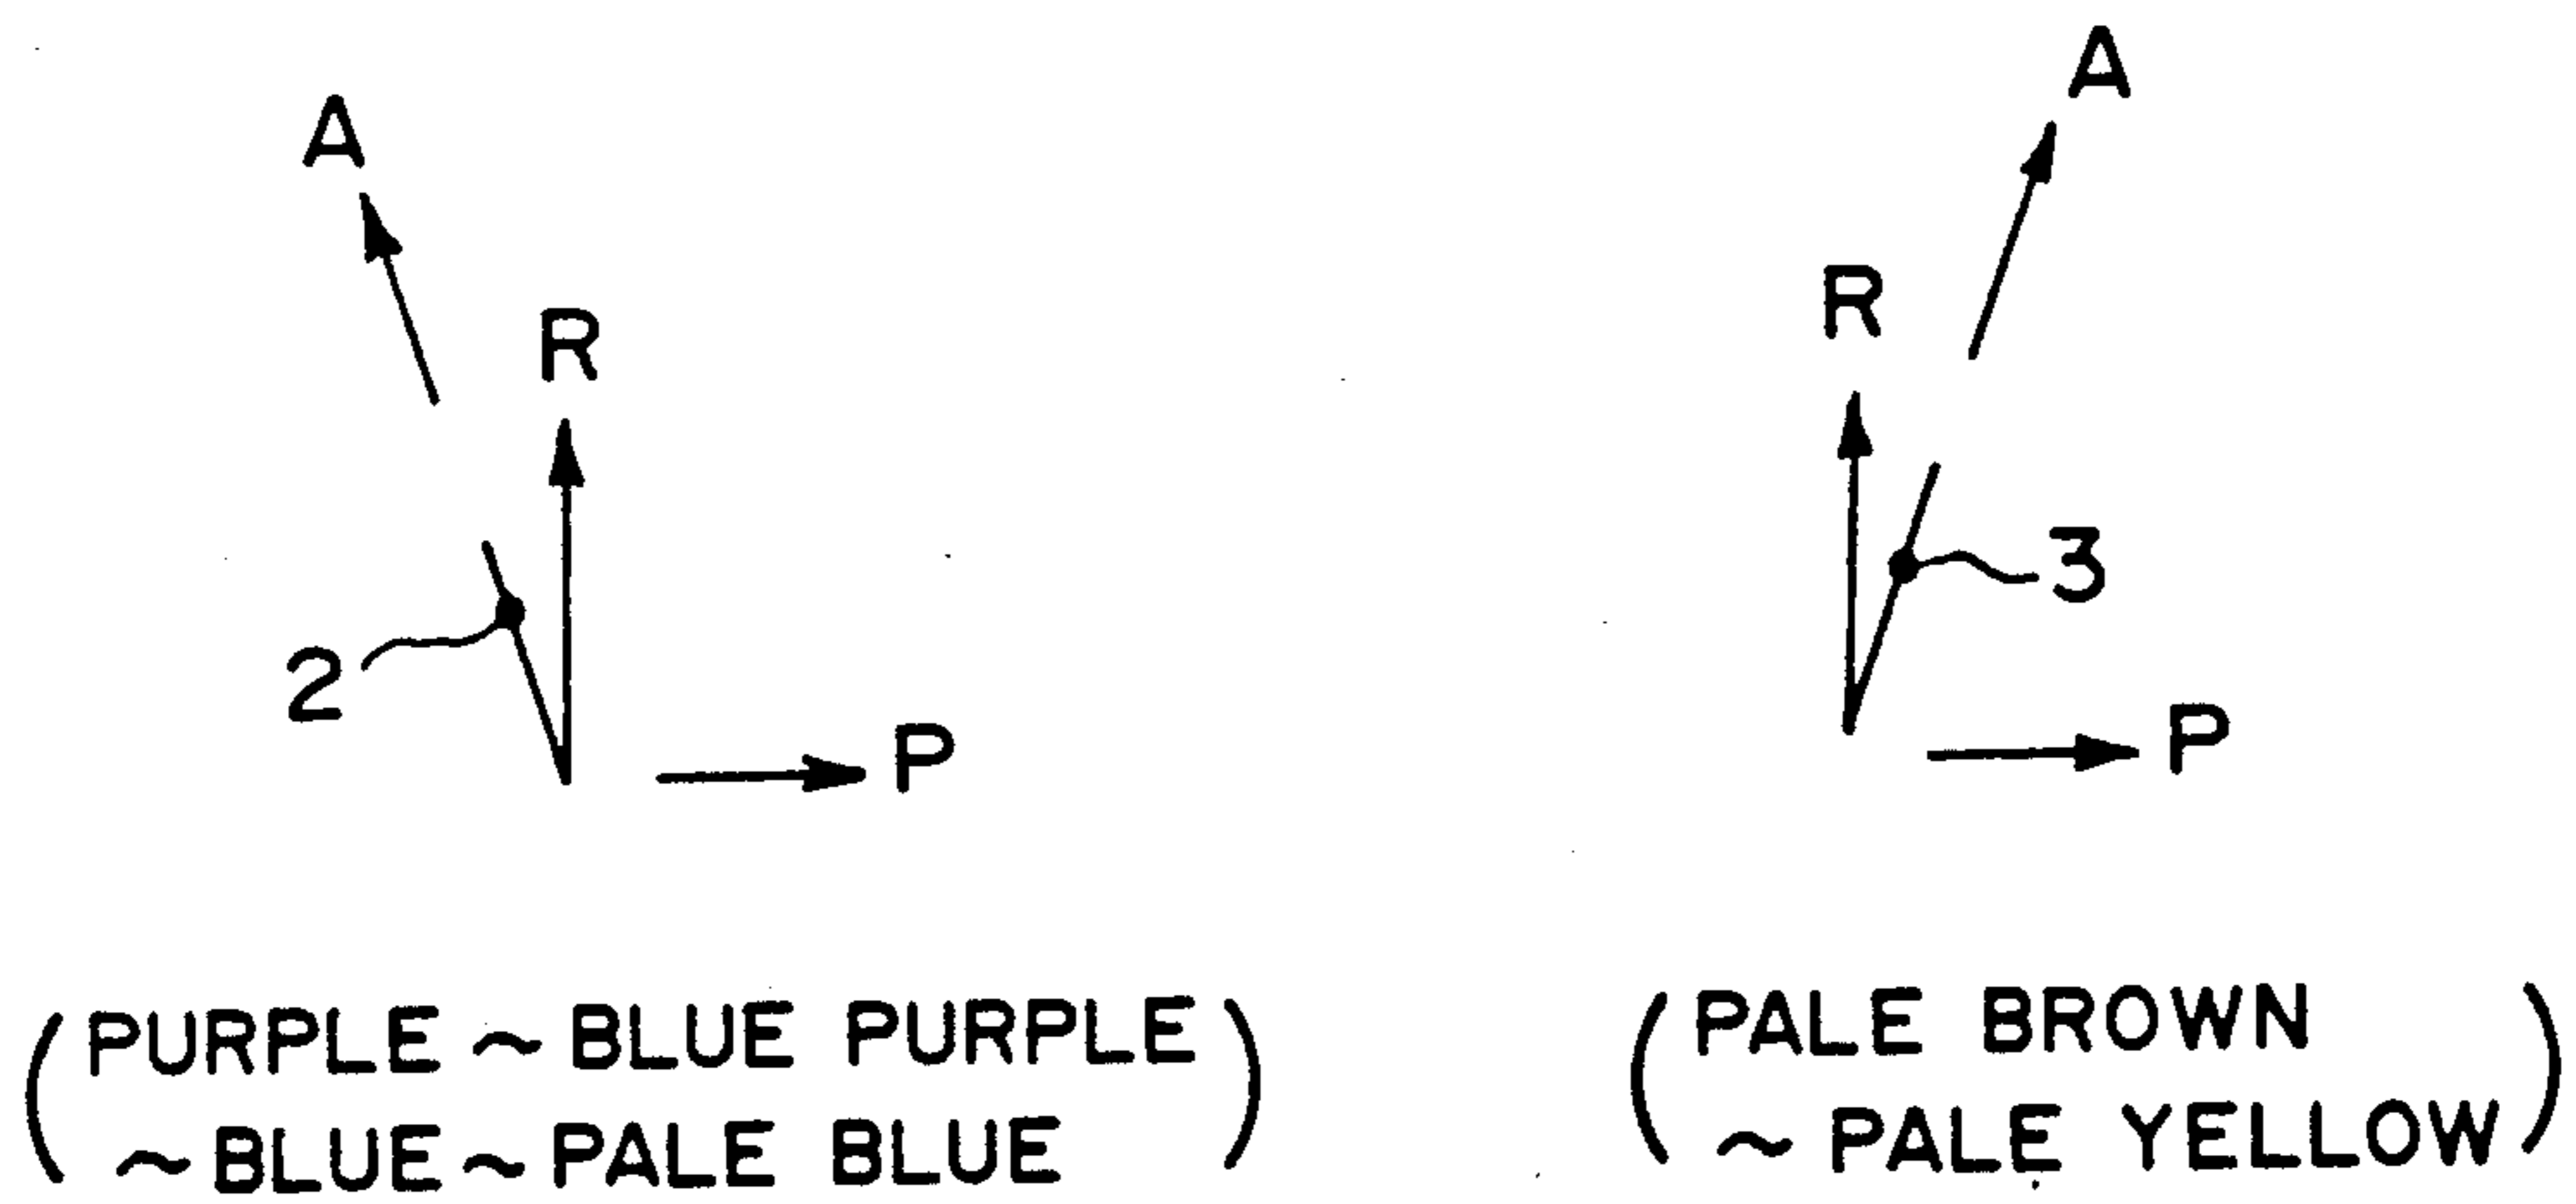 A
R
2
P
(PURPLE ~ BLUE PURPLE
~ BLUE ~ PALE BLUE)
A
R
3
P
(PALE BROWN
~ PALE YELLOW)